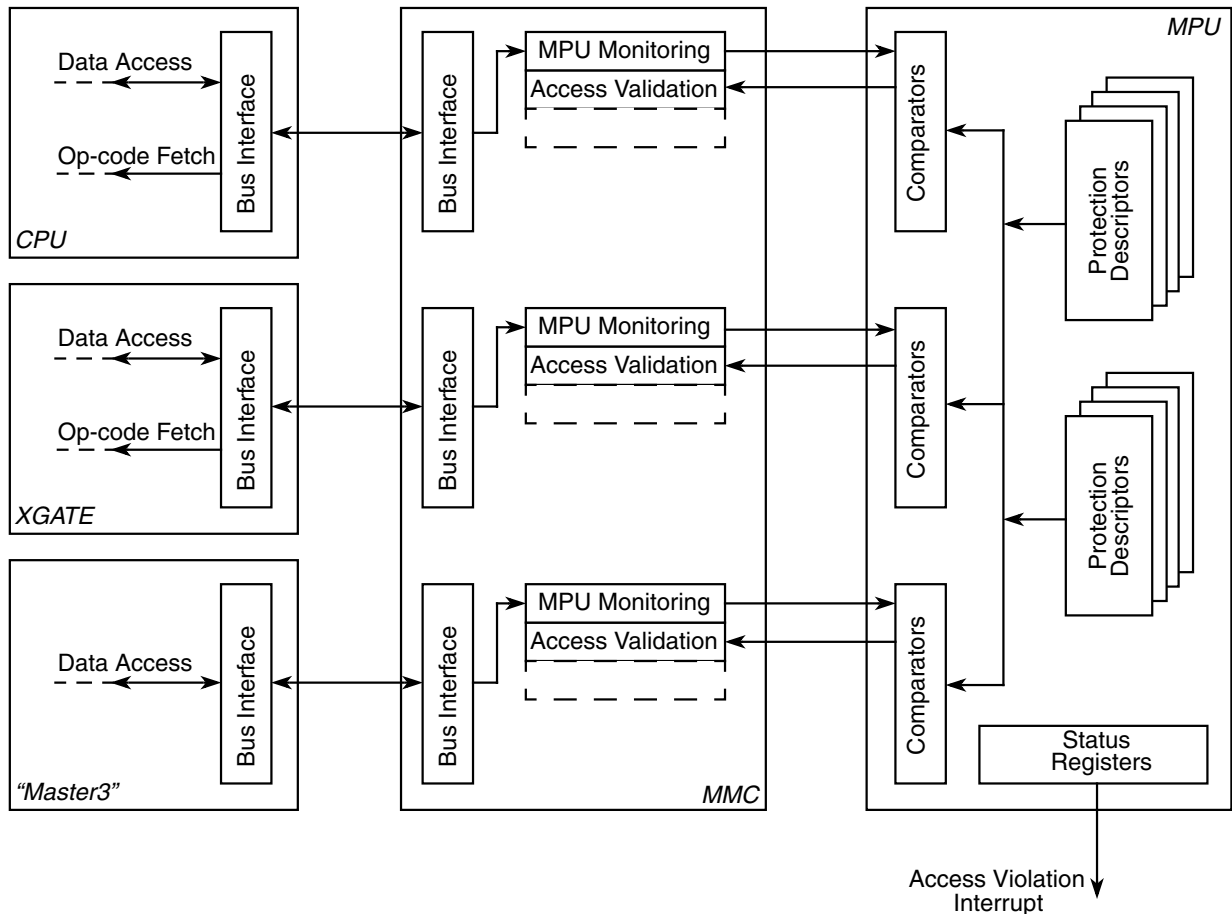 Data Access
Op-code Fetch
Bus Interface
CPU
Bus Interface
MPU Monitoring
Access Validation
Comparators
MPU
Protection
Descriptors
Data Access
Op-code Fetch
Bus Interface
XGATE
Bus Interface
MPU Monitoring
Access Validation
Comparators
Protection
Descriptors
Data Access
Bus Interface
“Master3”
Bus Interface
MPU Monitoring
Access Validation
MMC
Comparators
Status
Registers
Access Violation
Interrupt